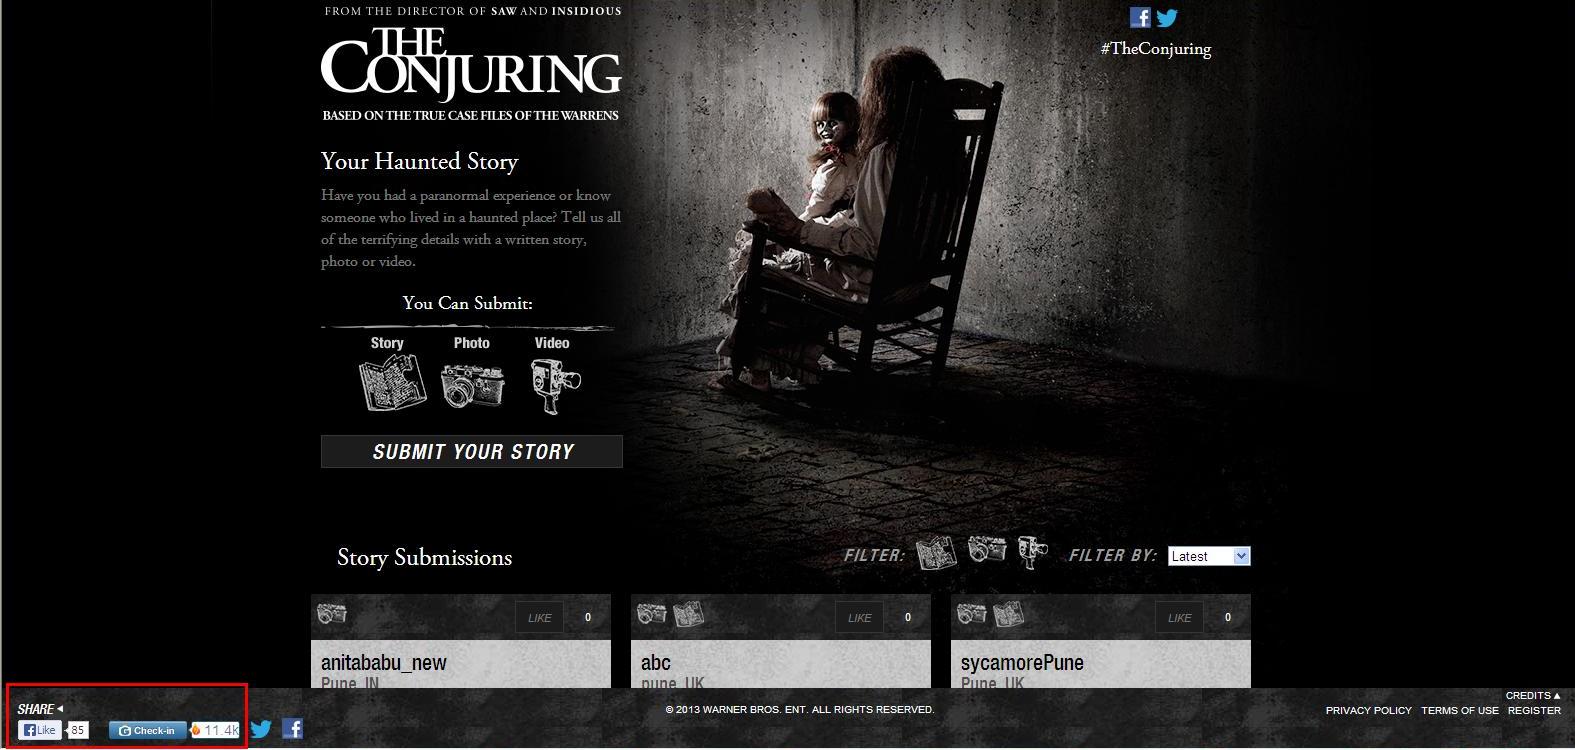 FROM THE DIRECTOR OF SAW AND INSIDIOUS
THE
CONJURING
BASED ON THE TRUE CASE FILES OF THE WARRENS
#TheConjuring
Your Haunted Story
Have you had a paranormal experience or know
someone who lived in a haunted place? Tell us all
of the terrifying details with a written story,
photo or video.
You Can Submit:
Story Photo Video
SUBMIT YOUR STORY
Story Submissions
FILTER: FILTER BY: Latest
LIKE 0
LIKE 0
LIKE 0
anitababu_new
Pune, IN
abc
pune, UK
sycamorePune
Pune, UK
SHARE
Like 85 Check-in 11.4k
© 2013 WARNER BROS. ENT. ALL RIGHTS RESERVED.
CREDITS
PRIVACY POLICY TERMS OF USE REGISTER